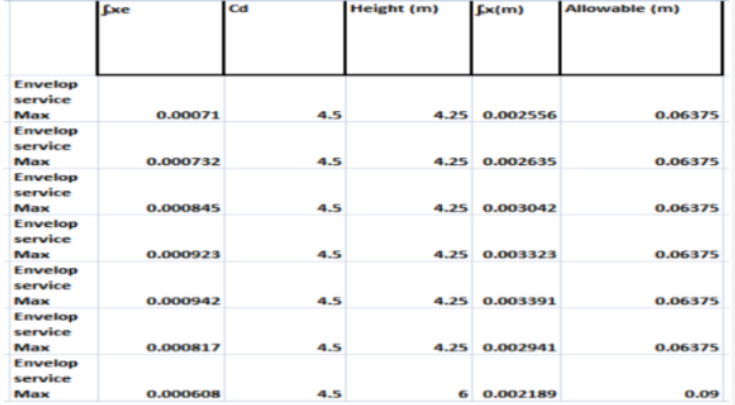 ʆxe Cd Height (m) ʆx(m) Allowable (m)
Envelop
service
Max 0.00071 4.5 4.25 0.002556 0.06375
Envelop
service
Max 0.000732 4.5 4.25 0.002635 0.06375
Envelop
service
Max 0.000845 4.5 4.25 0.003042 0.06375
Envelop
service
Max 0.000923 4.5 4.25 0.003323 0.06375
Envelop
service
Max 0.000942 4.5 4.25 0.003391 0.06375
Envelop
service
Max 0.000817 4.5 4.25 0.002941 0.06375
Envelop
service
Max 0.000608 4.5 6 0.002189 0.09